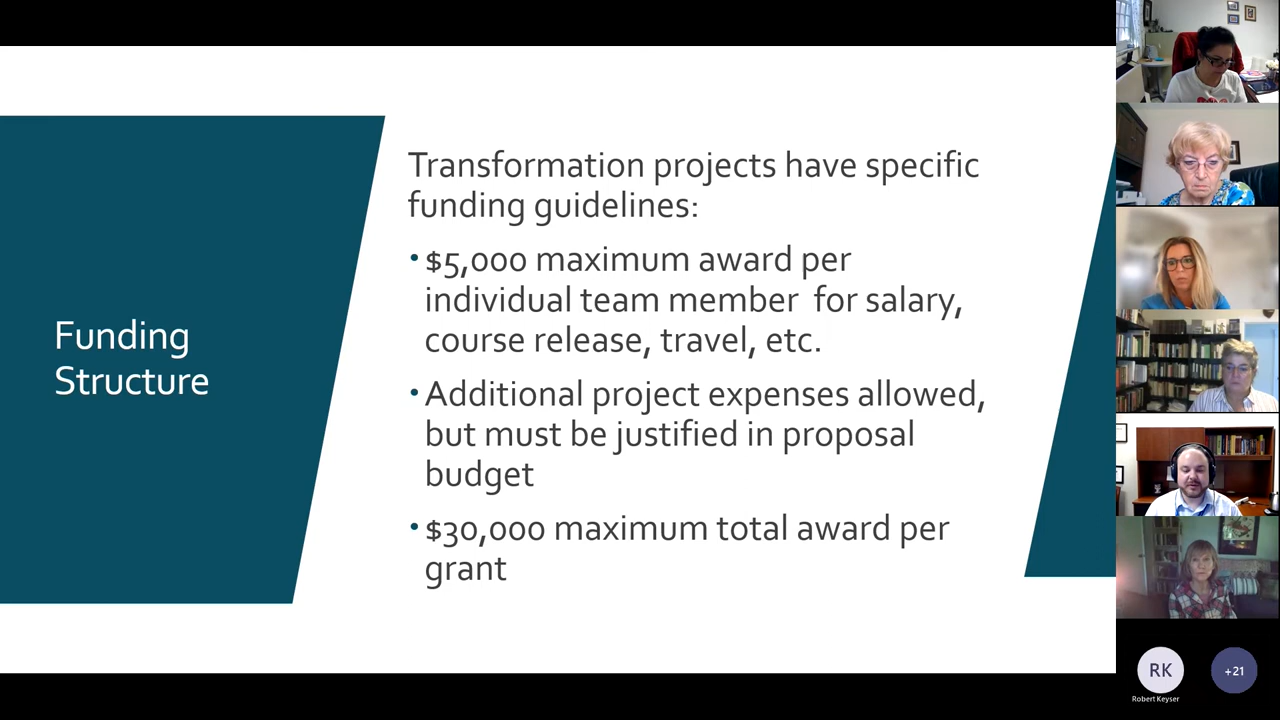 Funding
Structure
Transformation projects have specific
funding guidelines:
• $5,000 maximum award per
individual team member  for salary,
course release, travel, etc.
• Additional project expenses allowed,
but must be justified in proposal
budget
• $30,000 maximum total award per
grant
RK
+21
Robert Keyser